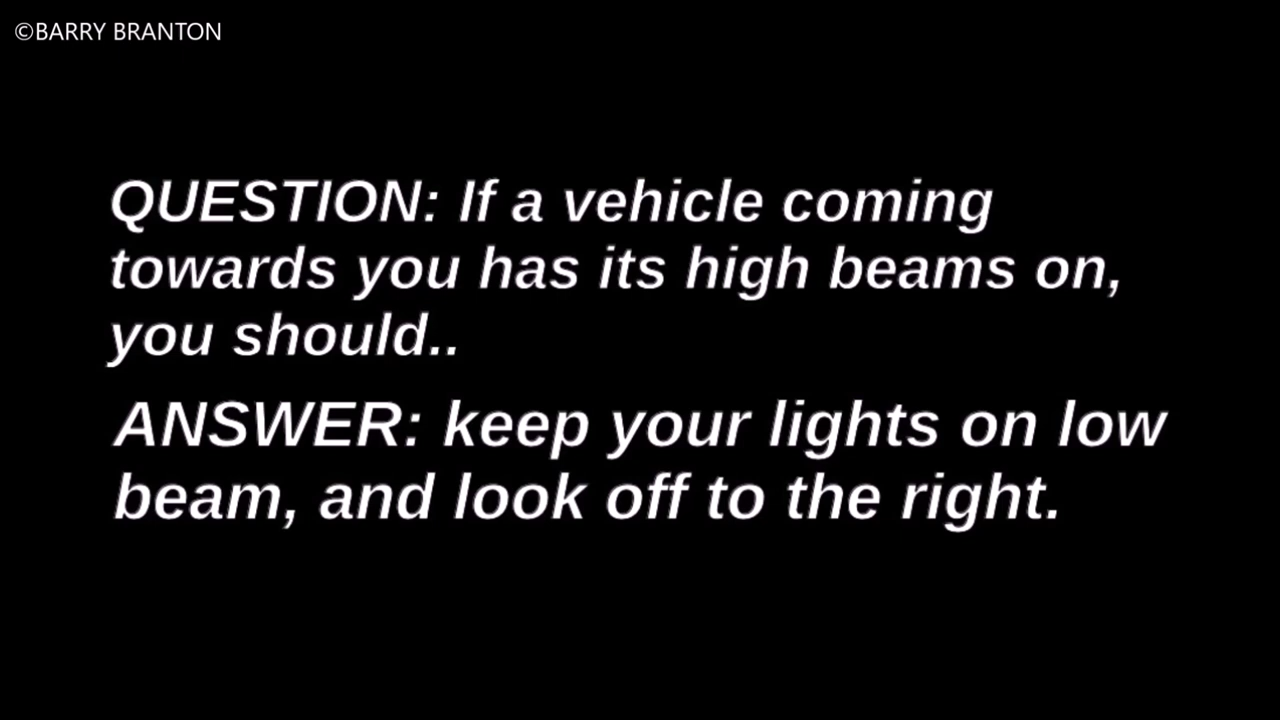 ©BARRY BRANTON
QUESTION: If a vehicle coming
towards you has its high beams on,
you should..
ANSWER: keep your lights on low
beam, and look off to the right.